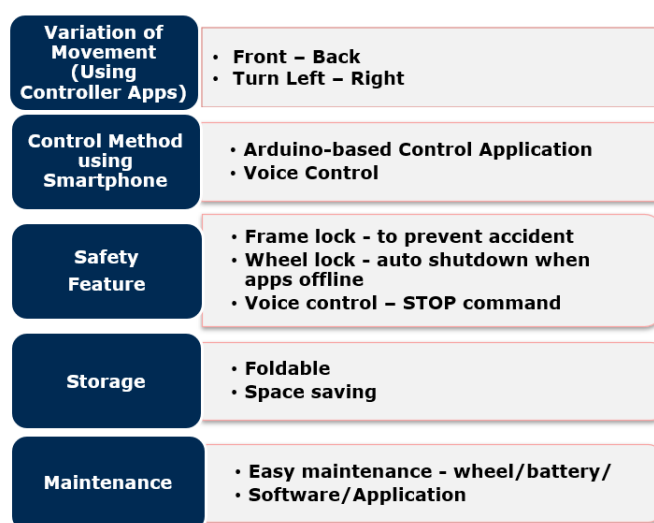 Variation of
Movement
(Using
Controller Apps)
• Front – Back
• Turn Left – Right
Control Method
using
Smartphone
• Arduino-based Control Application
• Voice Control
Safety
Feature
• Frame lock - to prevent accident
• Wheel lock - auto shutdown when
apps offline
• Voice control – STOP command
Storage
• Foldable
• Space saving
Maintenance
• Easy maintenance - wheel/battery/
• Software/Application